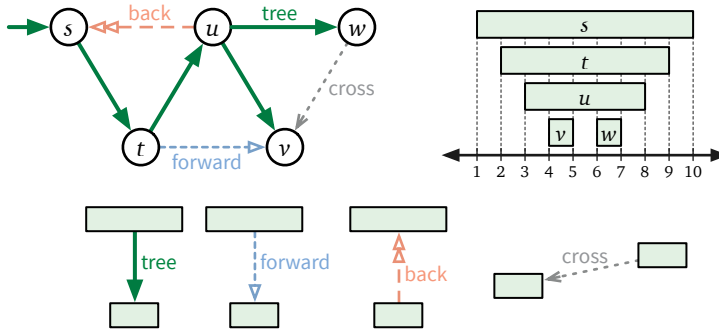 s
back
u
tree
w
cross
t
forward
v
s
t
u
v
w
1 2 3 4 5 6 7 8 9 10
tree
forward
back
cross